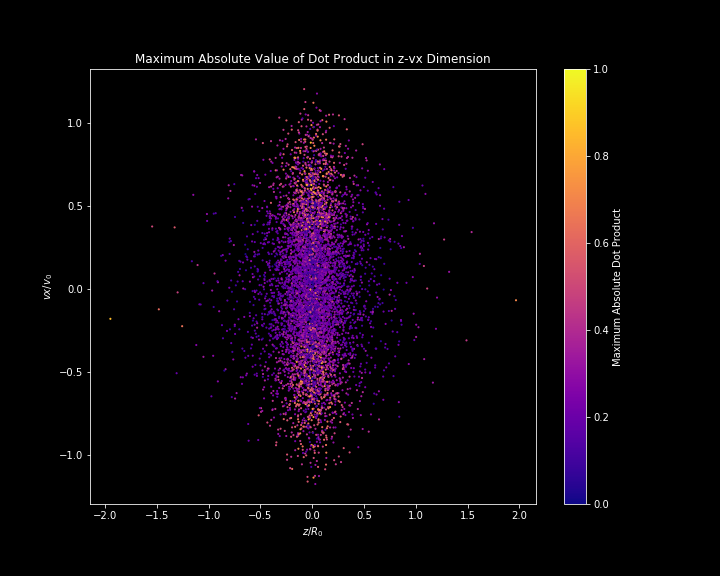 Maximum Absolute Value of Dot Product in z-vx Dimension
1.0
0.5
0.0
−0.5
−1.0
vx/v₀
−2.0 −1.5 −1.0 −0.5 0.0 0.5 1.0 1.5 2.0
z/R₀
1.0
0.8
0.6
0.4
0.2
0.0
Maximum Absolute Dot Product